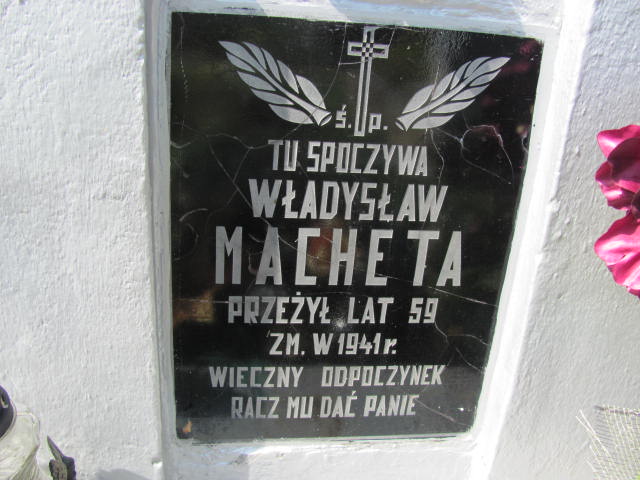 Ś. P.
TU SPOCZYWA
WŁADYSŁAW
MACHETA
PRZEŻYŁ LAT 59
ZM. W 1941 r.
WIECZNY ODPOCZYNEK
RACZ MU DAĆ PANIE